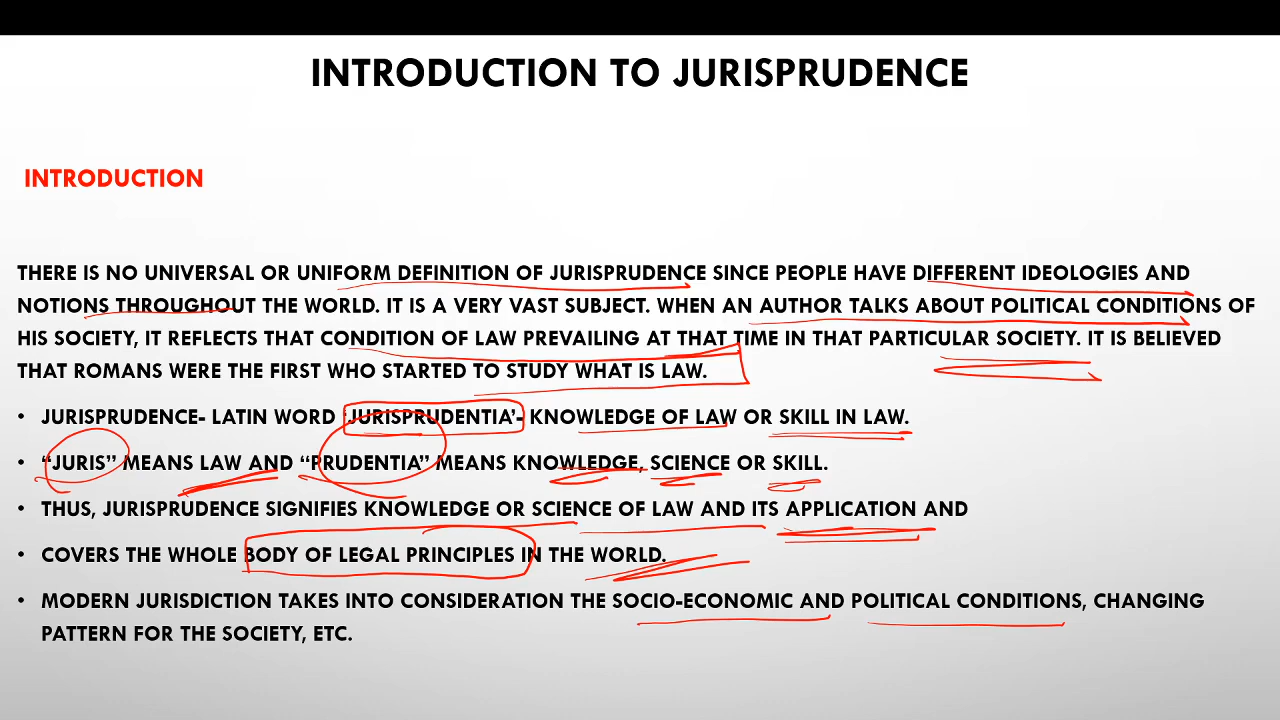 INTRODUCTION TO JURISPRUDENCE
INTRODUCTION
THERE IS NO UNIVERSAL OR UNIFORM DEFINITION OF JURISPRUDENCE SINCE PEOPLE HAVE DIFFERENT IDEOLOGIES AND
NOTIONS THROUGHOUT THE WORLD. IT IS A VERY VAST SUBJECT. WHEN AN AUTHOR TALKS ABOUT POLITICAL CONDITIONS OF
HIS SOCIETY, IT REFLECTS THAT CONDITION OF LAW PREVAILING AT THAT TIME IN THAT PARTICULAR SOCIETY. IT IS BELIEVED
THAT ROMANS WERE THE FIRST WHO STARTED TO STUDY WHAT IS LAW.
• JURISPRUDENCE- LATIN WORD 'JURISPRUDENTIA'- KNOWLEDGE OF LAW OR SKILL IN LAW.
• “JURIS” MEANS LAW AND “PRUDENTIA” MEANS KNOWLEDGE, SCIENCE OR SKILL.
• THUS, JURISPRUDENCE SIGNIFIES KNOWLEDGE OR SCIENCE OF LAW AND ITS APPLICATION AND
• COVERS THE WHOLE BODY OF LEGAL PRINCIPLES IN THE WORLD.
• MODERN JURISDICTION TAKES INTO CONSIDERATION THE SOCIO-ECONOMIC AND POLITICAL CONDITIONS, CHANGING
PATTERN FOR THE SOCIETY, ETC.